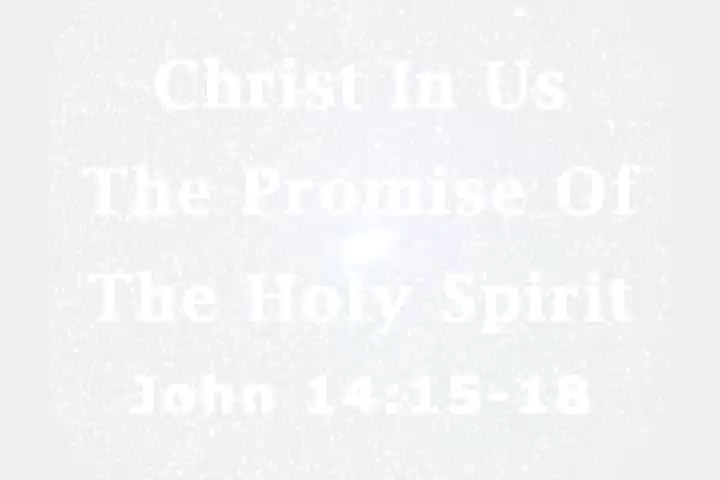 Christ In Us
The Promise Of
The Holy Spirit
John 14:15-18